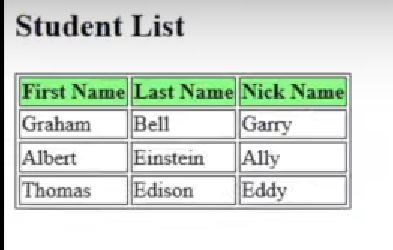 Student List
First Name Last Name Nick Name
Graham Bell Garry
Albert Einstein Ally
Thomas Edison Eddy